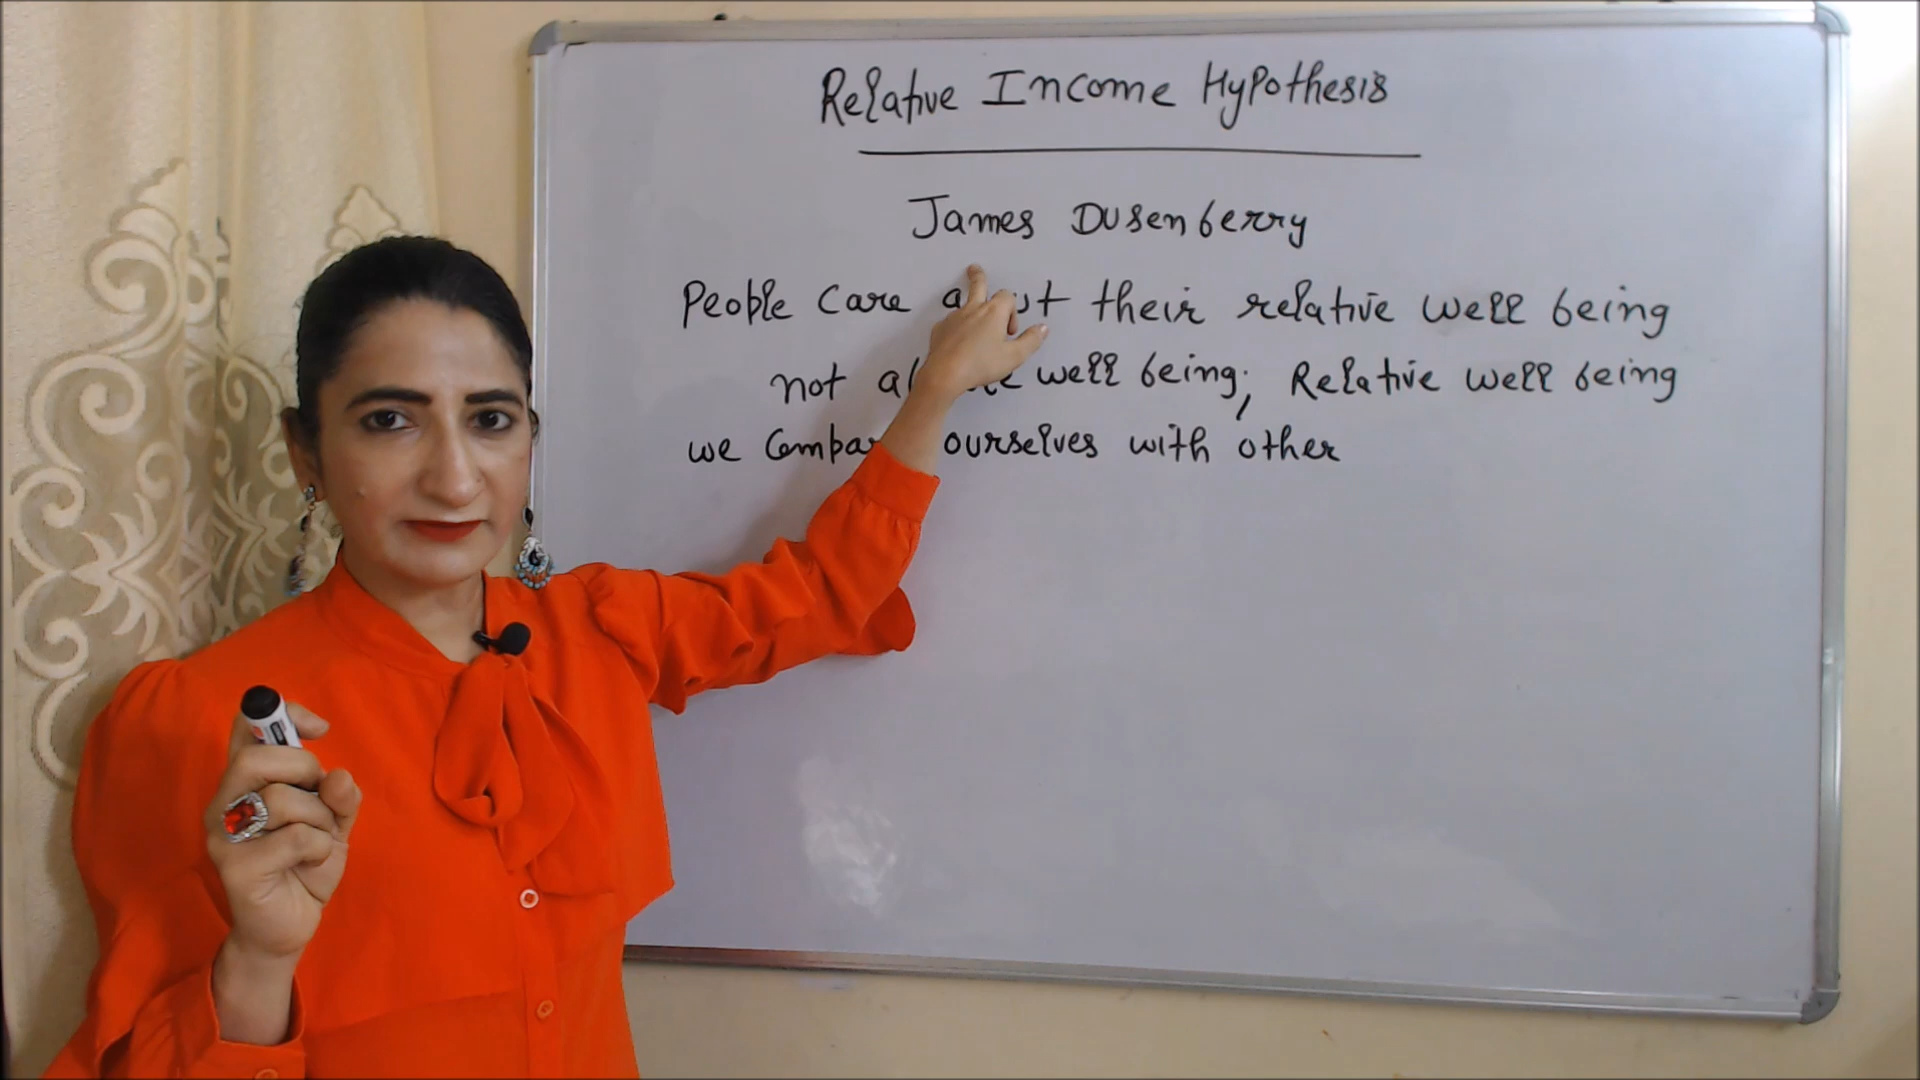 Relative Income Hypothesis
James Dusenberry
People care their relative well being
not well being; Relative well being
we ourselves with other